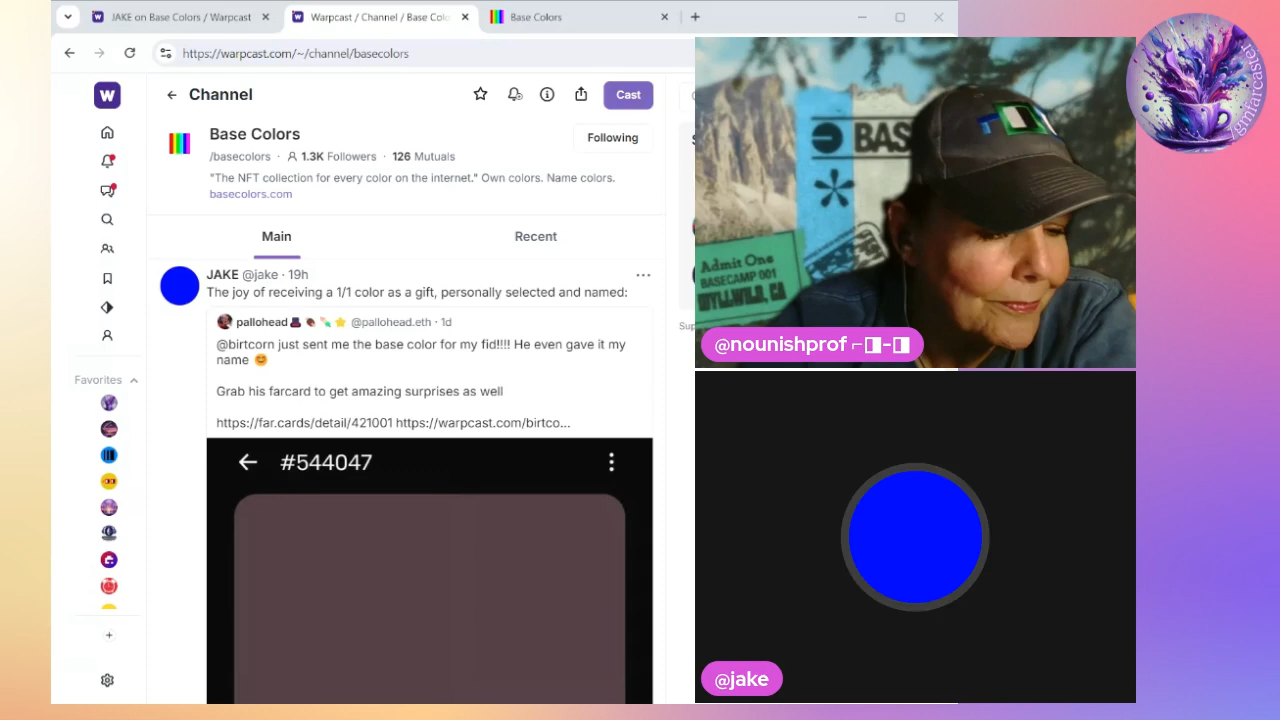 JAKE on Base Colors / Warpcast
Warpcast / Channel / Base Colo
Base Colors
https://warpcast.com/~/channel/basecolors
Channel
Cast
Base Colors
Following
/basecolors · 1.3K Followers · 126 Mutuals
"The NFT collection for every color on the internet." Own colors. Name colors.
basecolors.com
Main
Recent
JAKE @jake · 19h
The joy of receiving a 1/1 color as a gift, personally selected and named:
pallohead @pallohead.eth · 1d
@birtcorn just sent me the base color for my fid!!!! He even gave it my
name
Grab his farcard to get amazing surprises as well
https://far.cards/detail/421001 https://warpcast.com/birtco...
#544047
Favorites
Sup
BAS
Admit One
BASECAMP 001
IDYLLWILD, CA
@nounishprof ⌐◨-◨
@jake
/gmfarcaster